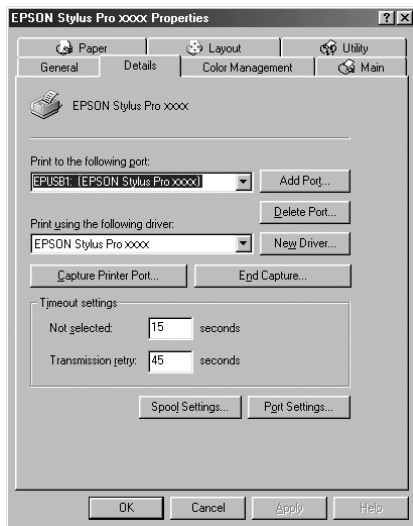 EPSON Stylus Pro xxxx Properties
Paper Layout Utility
General Details Color Management Main
EPSON Stylus Pro xxxx
Print to the following port:
EPUSB1: (EPSON Stylus Pro xxxx) Add Port...
Delete Port...
Print using the following driver:
EPSON Stylus Pro xxxx New Driver...
Capture Printer Port... End Capture...
Timeout settings
Not selected: 15 seconds
Transmission retry: 45 seconds
Spool Settings... Port Settings...
OK Cancel Apply Help